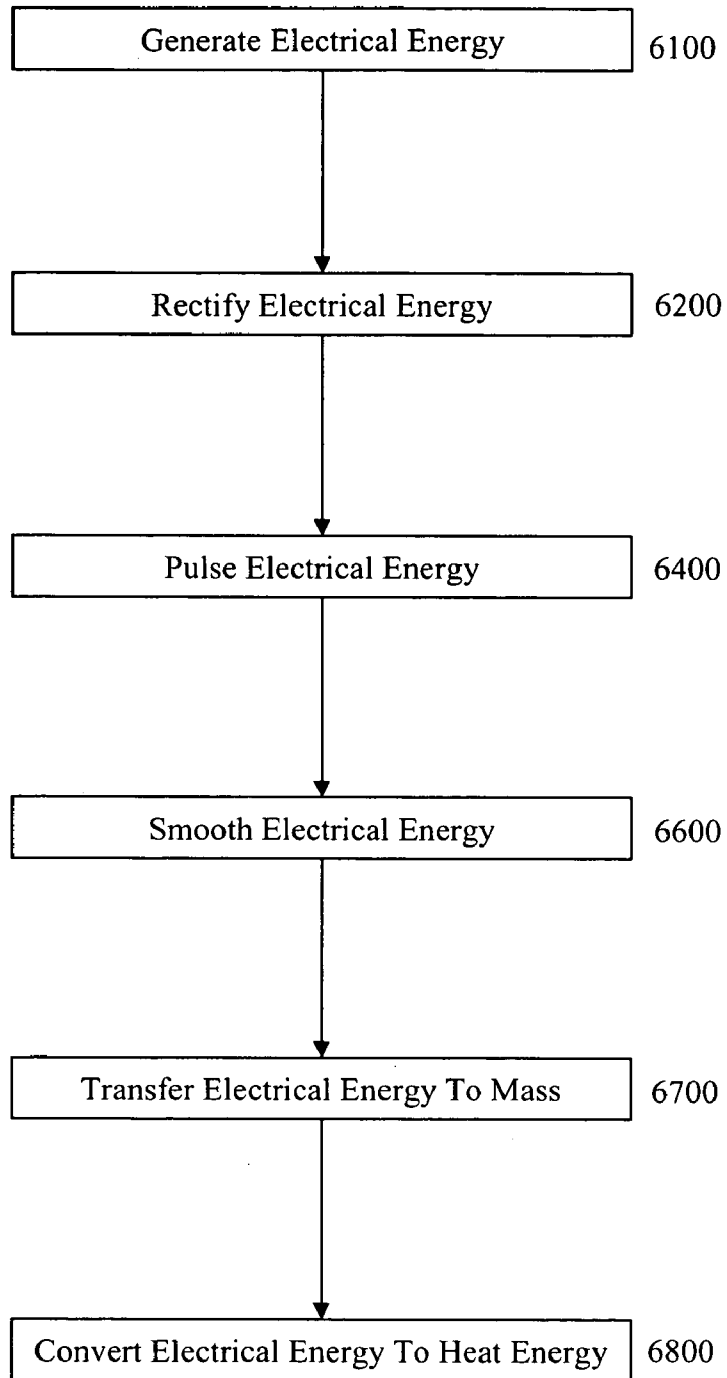 Generate Electrical Energy 6100
Rectify Electrical Energy 6200
Pulse Electrical Energy 6400
Smooth Electrical Energy 6600
Transfer Electrical Energy To Mass 6700
Convert Electrical Energy To Heat Energy 6800